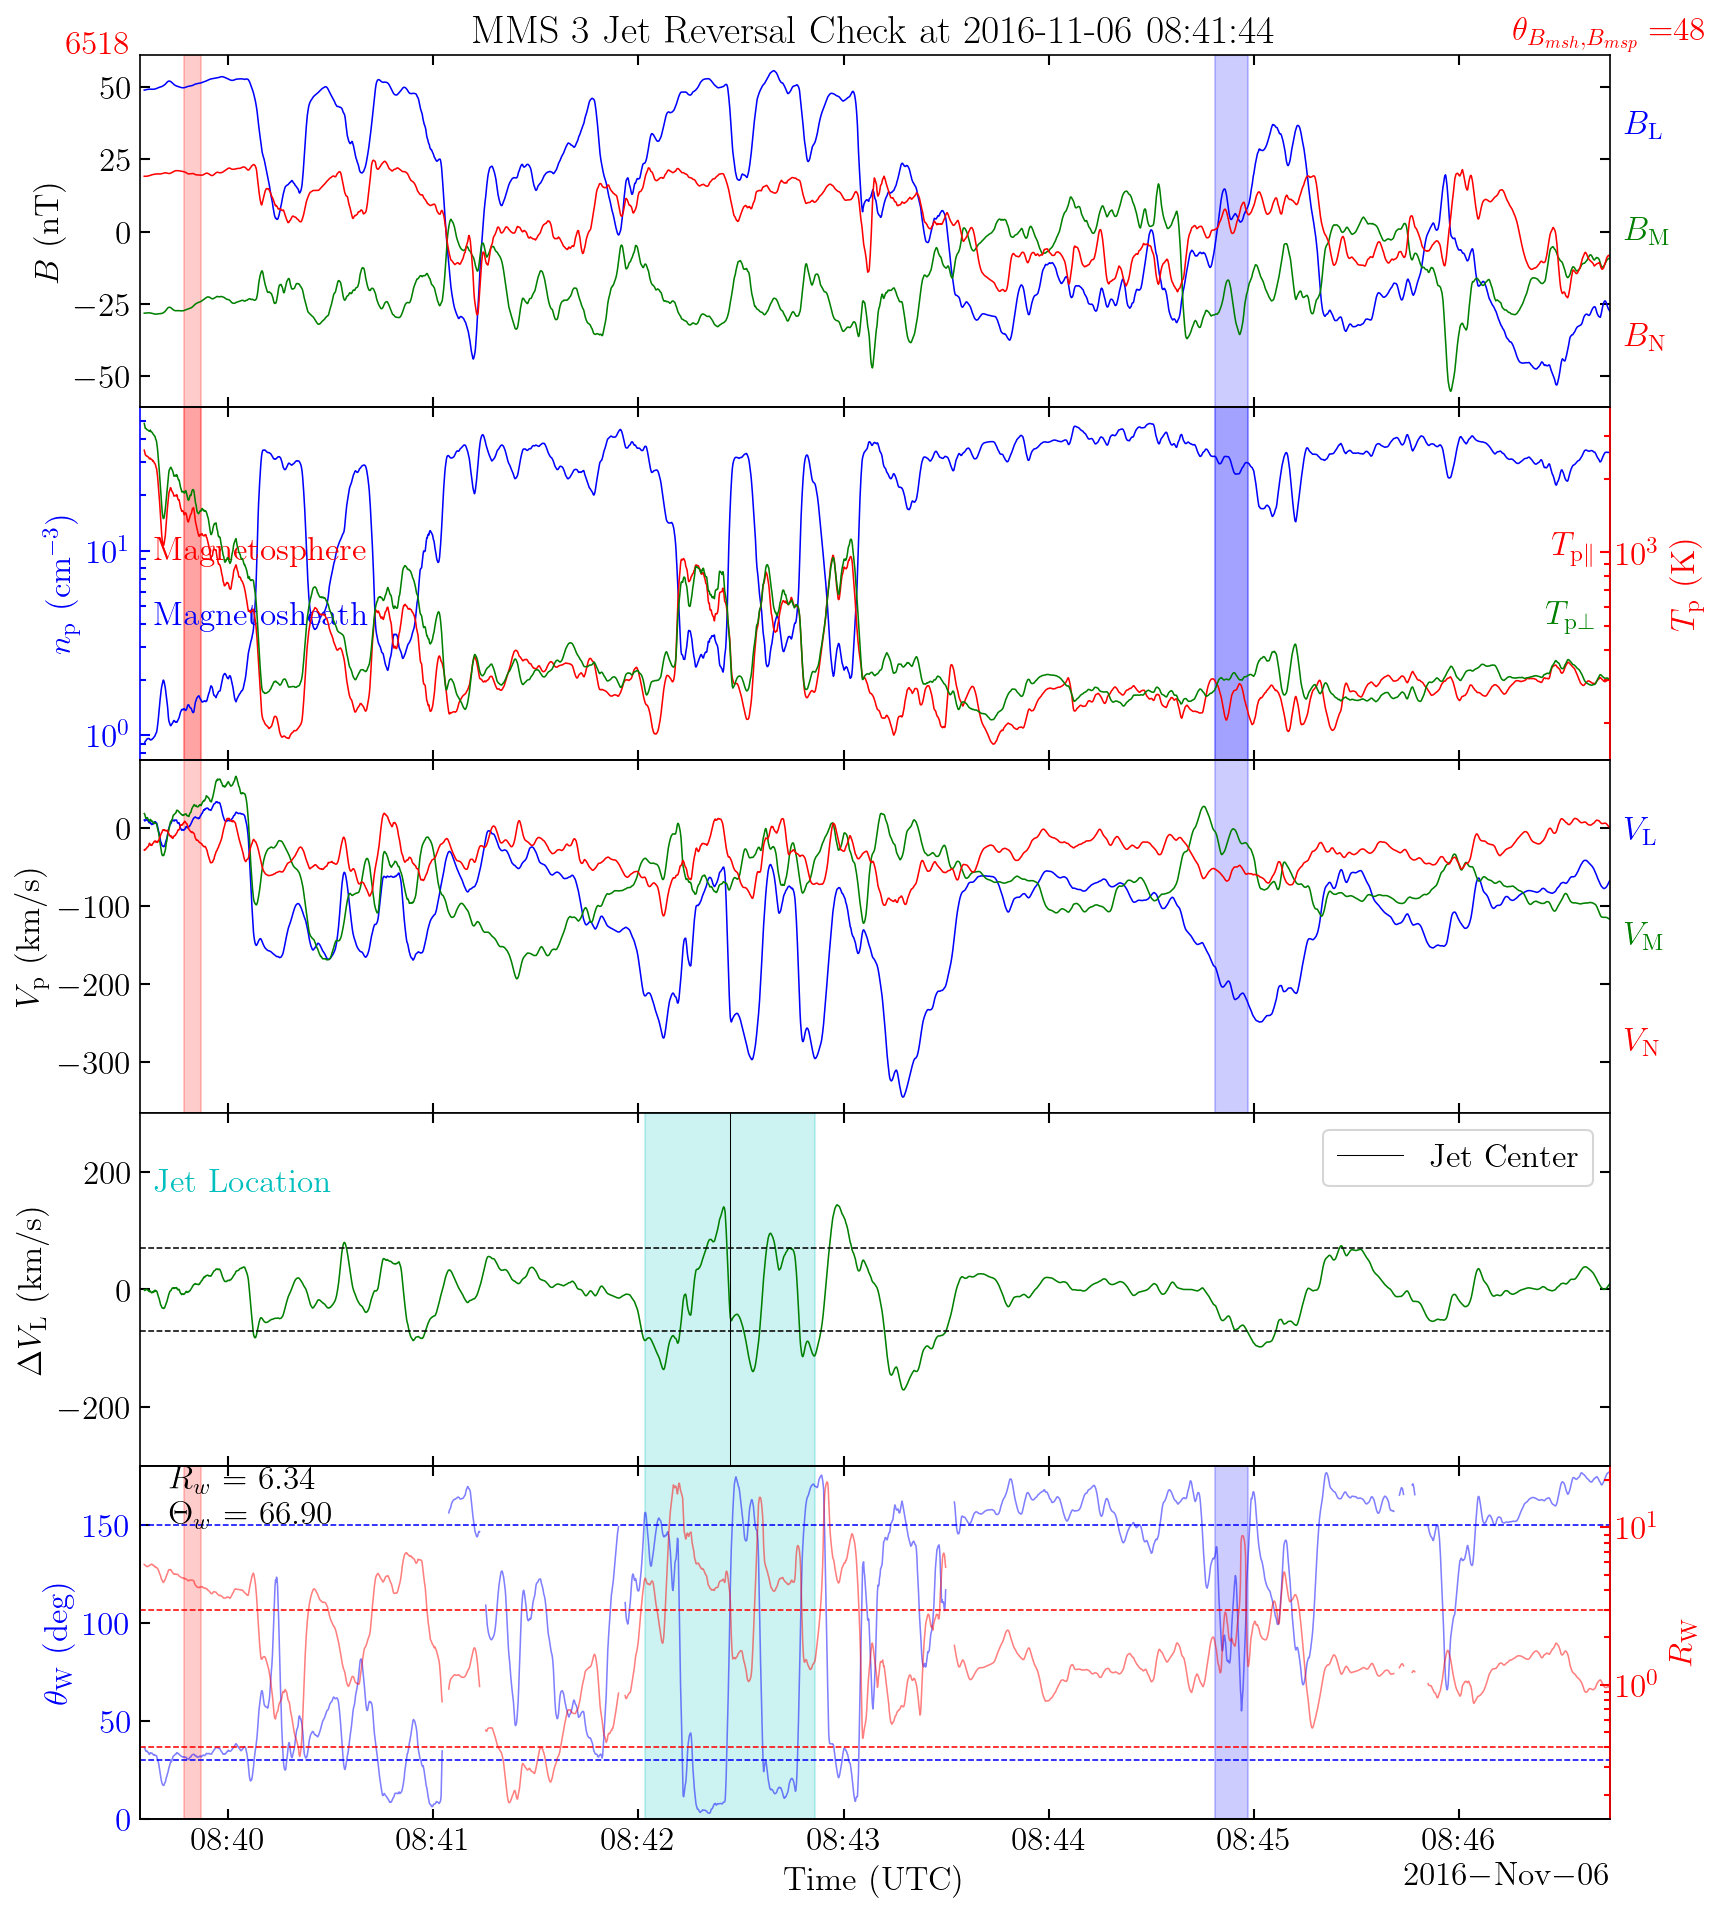 MMS 3 Jet Reversal Check at 2016-11-06 08:41:44
6518
θ_{B_{msh},B_{msp}} =48
50
25
0
−25
−50
B (nT)
B_L
B_M
B_N
10^1
10^0
n_p (cm^{−3})
Magnetosphere
Magnetosheath
T_{p∥}
T_{p⊥}
10^3
T_p (K)
0
−100
−200
−300
V_p (km/s)
V_L
V_M
V_N
200
0
−200
ΔV_L (km/s)
Jet Location
Jet Center
R_w = 6.34
Θ_w = 66.90
150
100
50
0
θ_W (deg)
10^1
10^0
R_W
08:40 08:41 08:42 08:43 08:44 08:45 08:46
Time (UTC)
2016−Nov−06